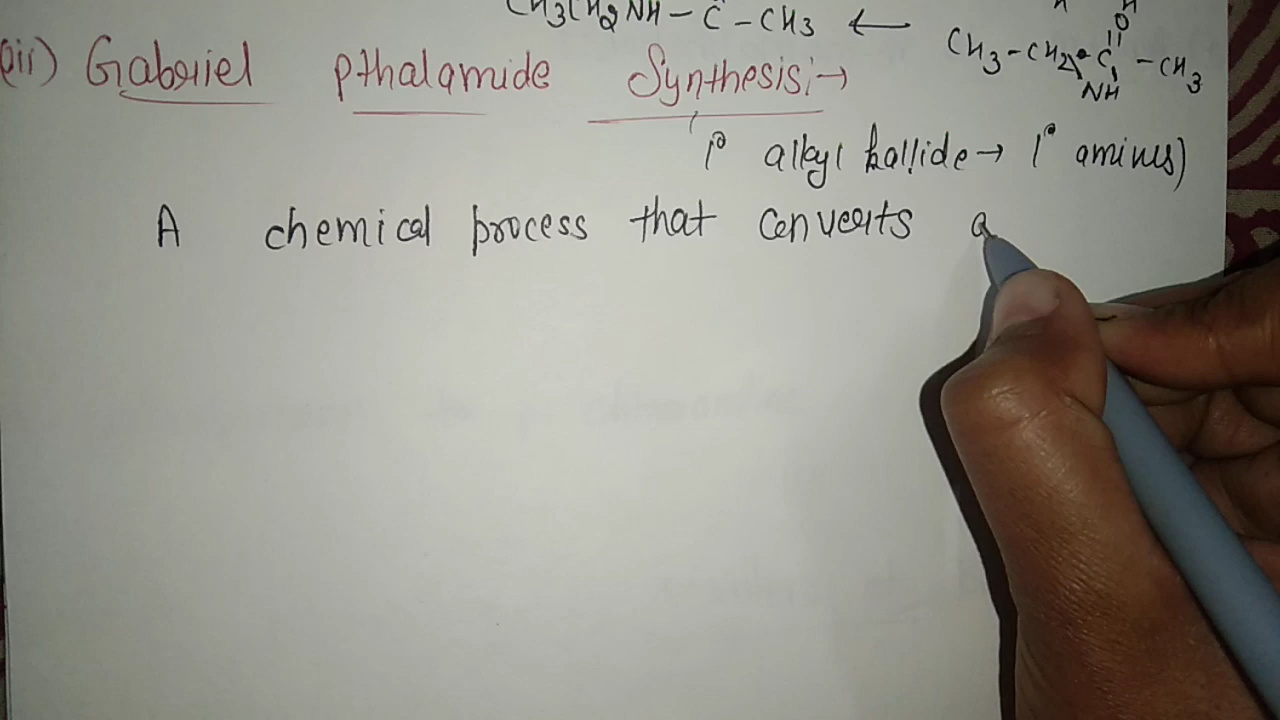 CH3CH2NH - C - CH3 ← CH3-CH2-C-CH3
O
NH
(iii) Gabriel pthalamide Synthesis:→
1° alkyl hallide → 1° amines)
A chemical process that converts a